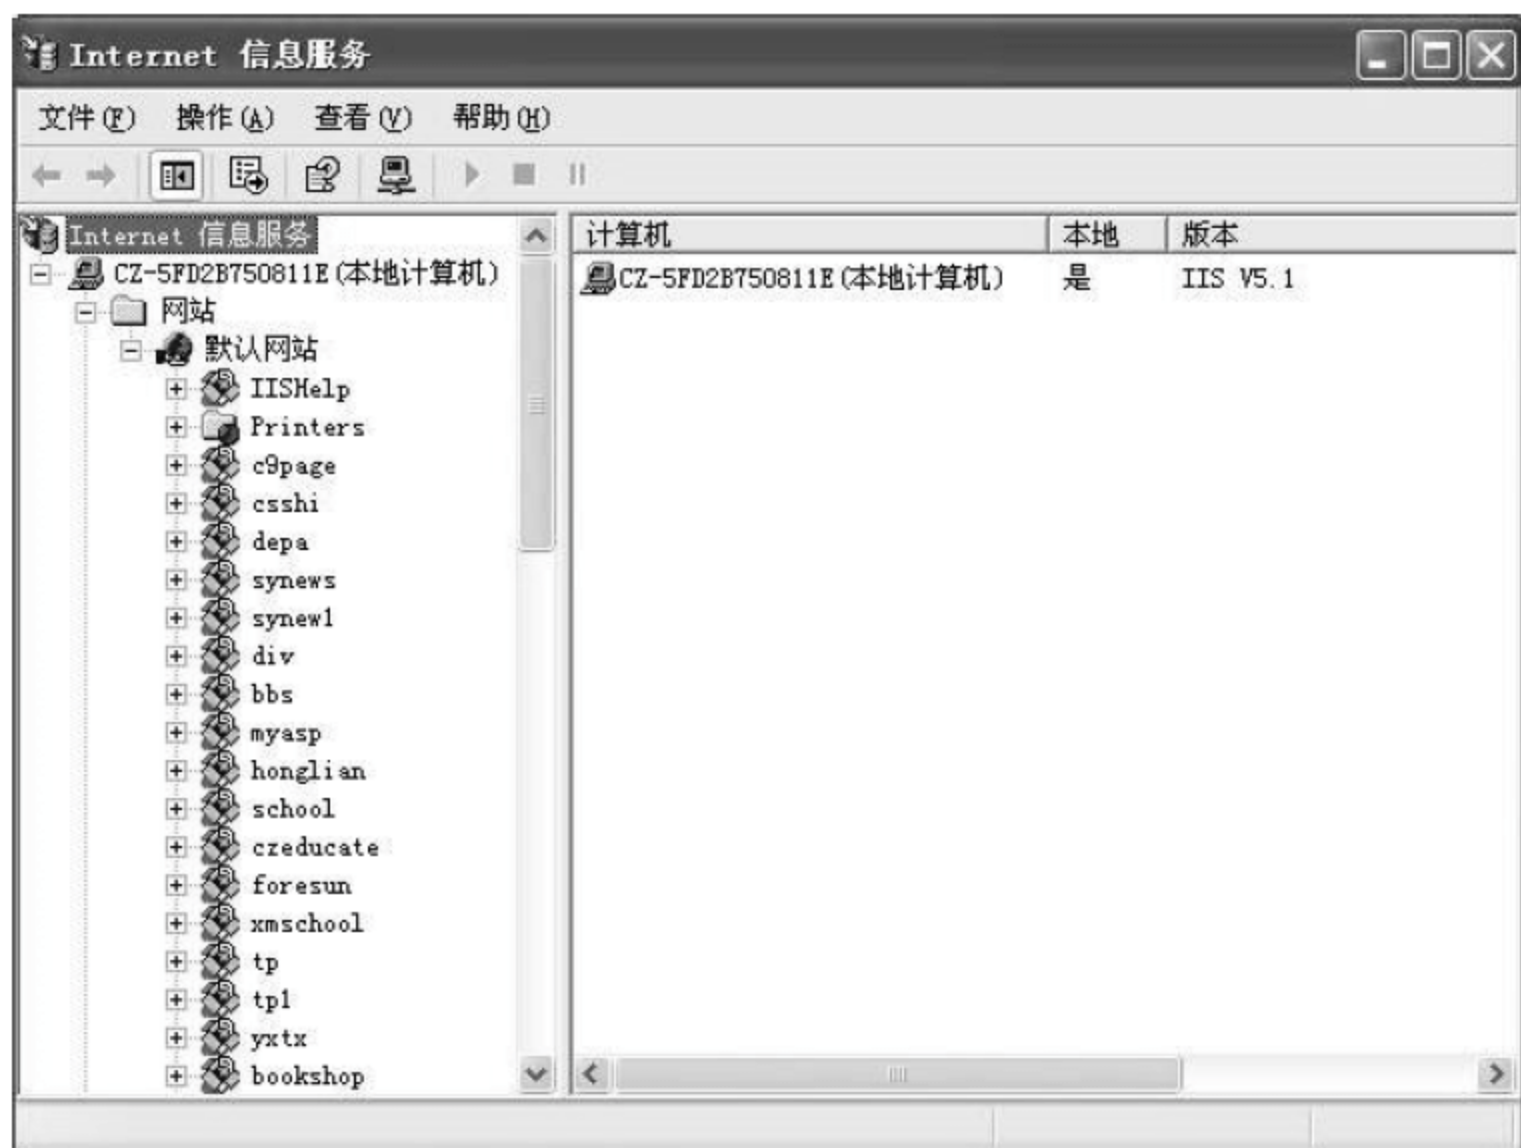 Internet 信息服务
文件(F) 操作(A) 查看(V) 帮助(H)
Internet 信息服务
CZ-5FD2B750811E(本地计算机)
网站
默认网站
IISHelp
Printers
c9page
csshi
depa
synews
synew1
div
bbs
myasp
honglian
school
czeducate
foresun
xmschool
tp
tp1
yxtx
bookshop
计算机 本地 版本
CZ-5FD2B750811E(本地计算机) 是 IIS V5.1